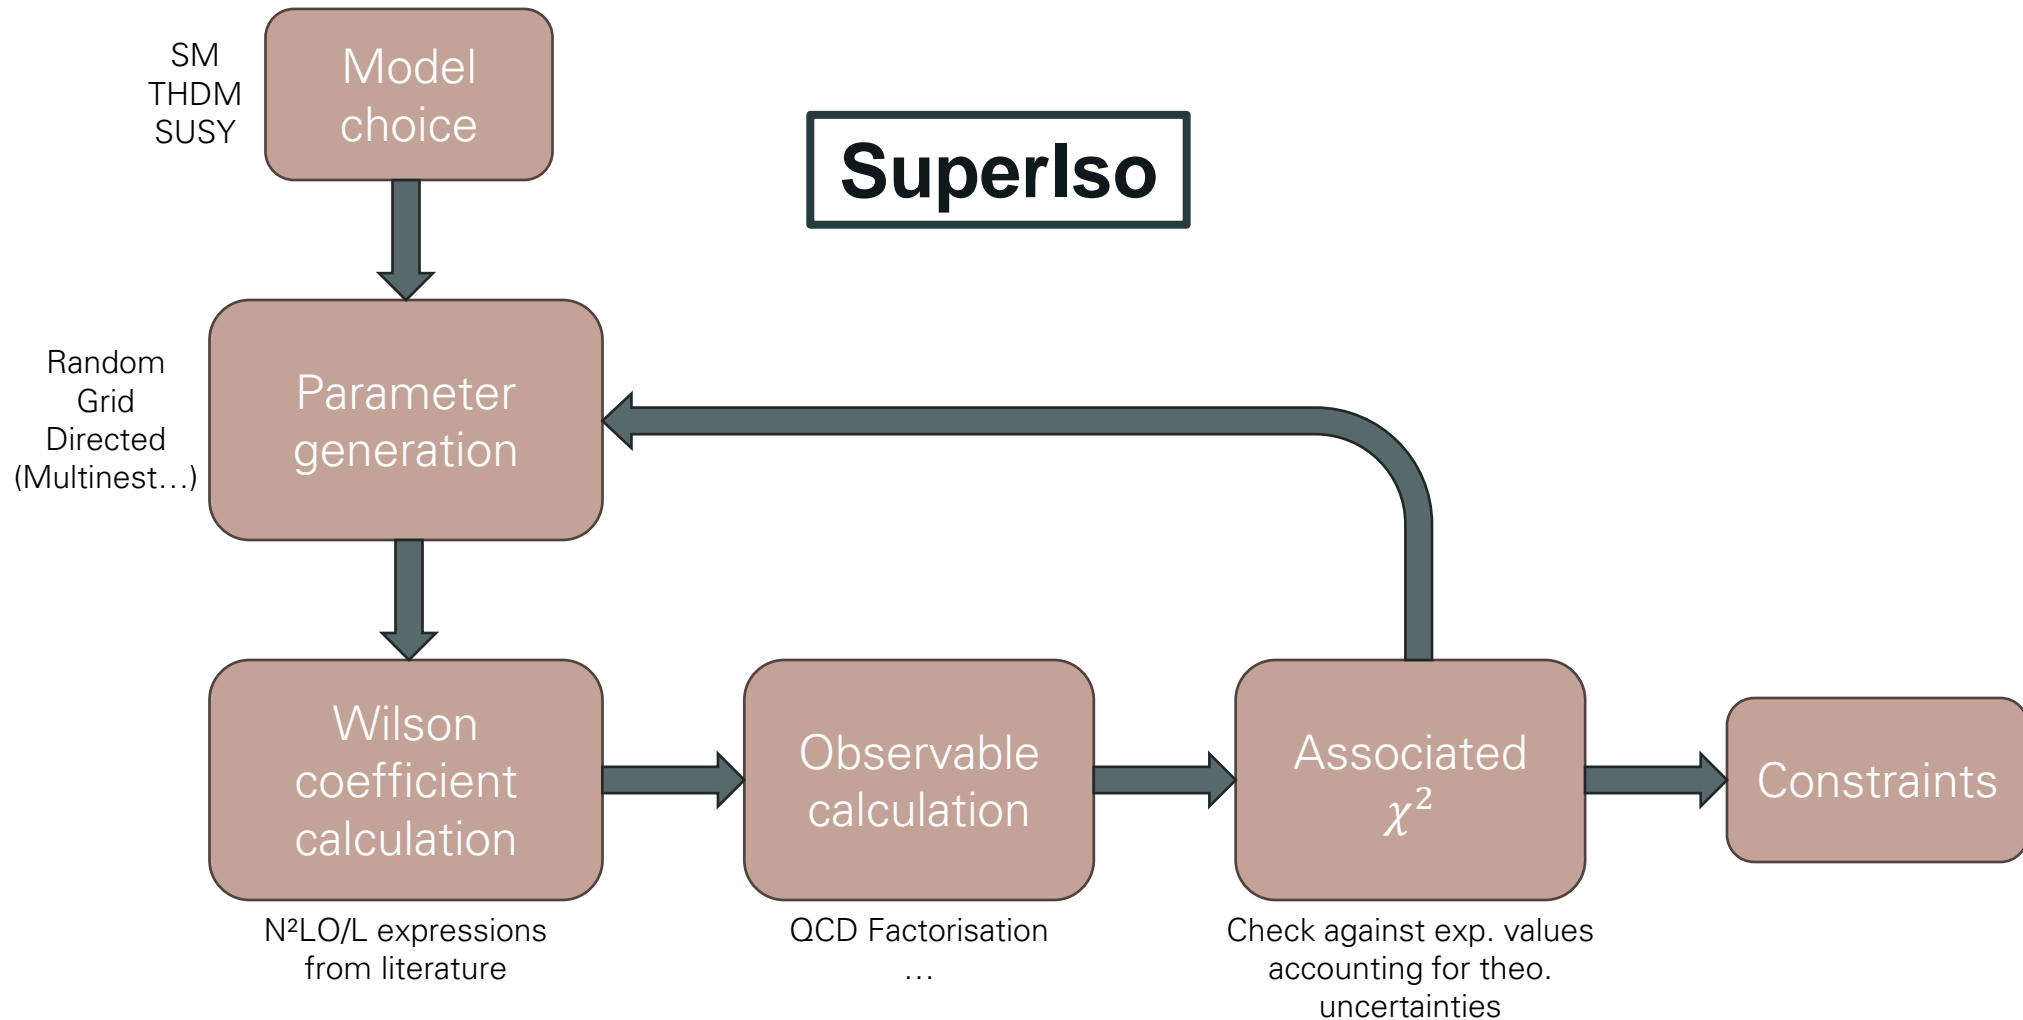 SM
THDM
SUSY
Model
choice
SuperIso
Random
Grid
Directed
(Multinest…)
Parameter
generation
Wilson
coefficient
calculation
Observable
calculation
Associated
χ²
Constraints
N²LO/L expressions
from literature
QCD Factorisation
…
Check against exp. values
accounting for theo.
uncertainties